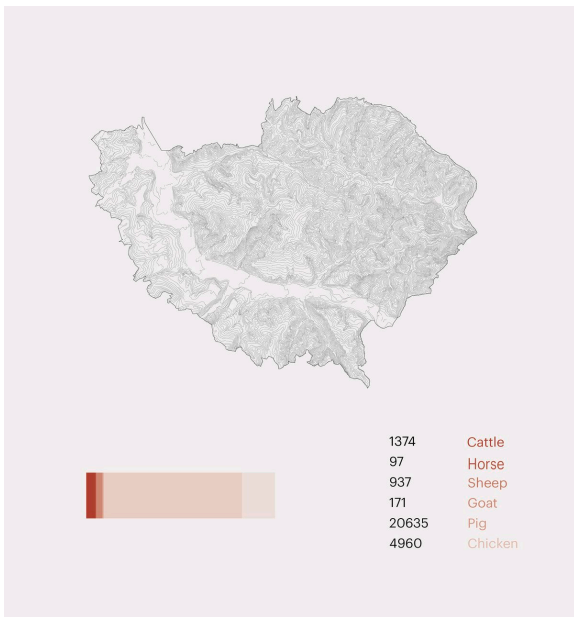 1374 Cattle
97 Horse
937 Sheep
171 Goat
20635 Pig
4960 Chicken